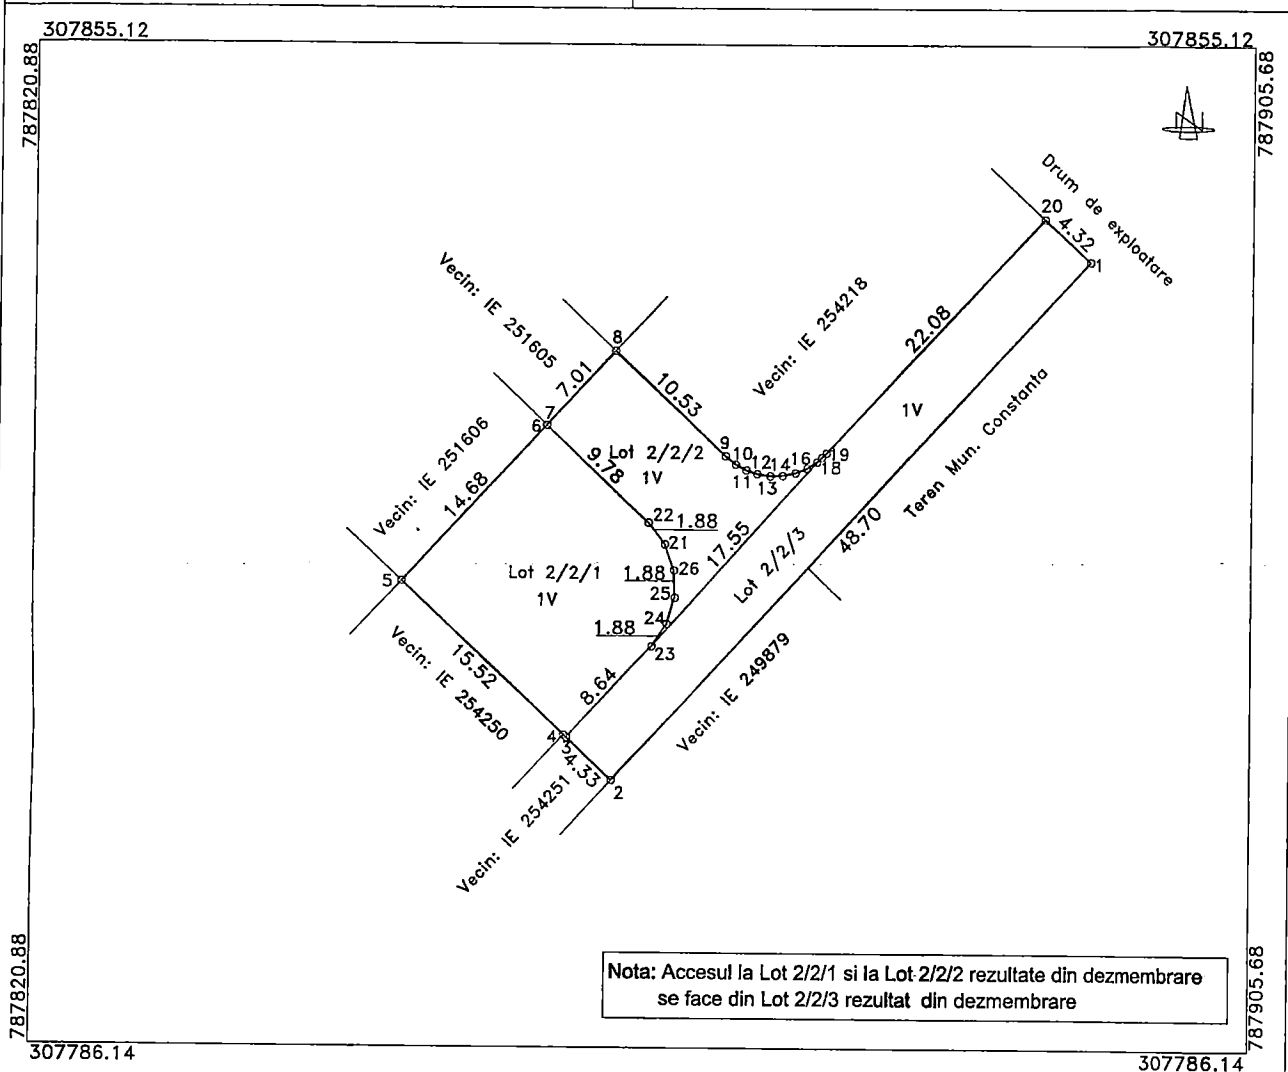 307855.12
307855.12
787820.88
787905.68
N
Drum de exploatare
20
4.32
1
Vecin: IE 251605
8
7.01
10.53
Vecin: IE 254218
22.08
1V
7
6
9.78
Lot 2/2/2
1V
9
10
11
12
13
14
16
18
19
Vecin: IE 251606
14.68
Teren Mun. Constanta
48.70
22
1.88
21
17.55
Lot 2/2/3
5
Lot 2/2/1
1V
1.88
26
25
24
1.88
23
15.52
Vecin: IE 254250
8.64
Vecin: IE 249879
4
3
4.33
2
Vecin: IE 254251
Nota: Accesul la Lot 2/2/1 si la Lot 2/2/2 rezultate din dezmembrare
se face din Lot 2/2/3 rezultat din dezmembrare
787820.88
787905.68
307786.14
307786.14